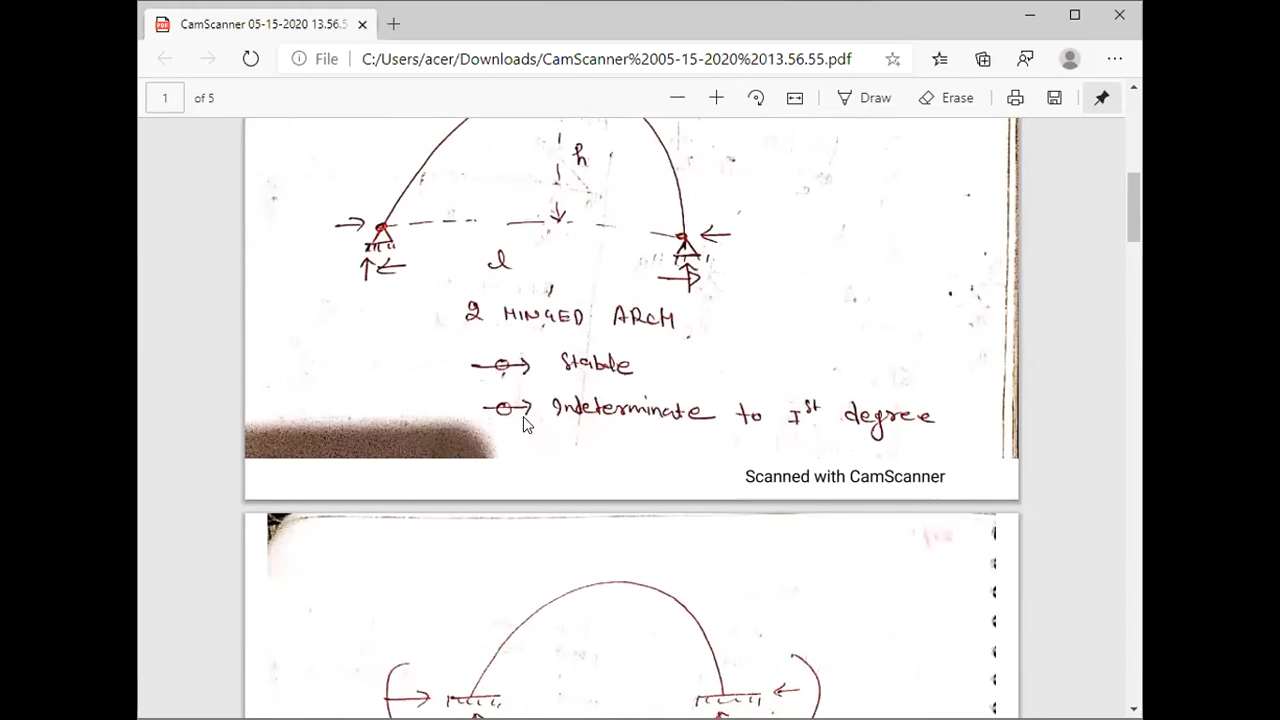 CamScanner 05-15-2020 13.56.5
File
C:/Users/acer/Downloads/CamScanner%2005-15-2020%2013.56.55.pdf
1 of 5
Draw
Erase
h
l
2 HINGED ARCH
Stable
Indeterminate to Ist degree
Scanned with CamScanner